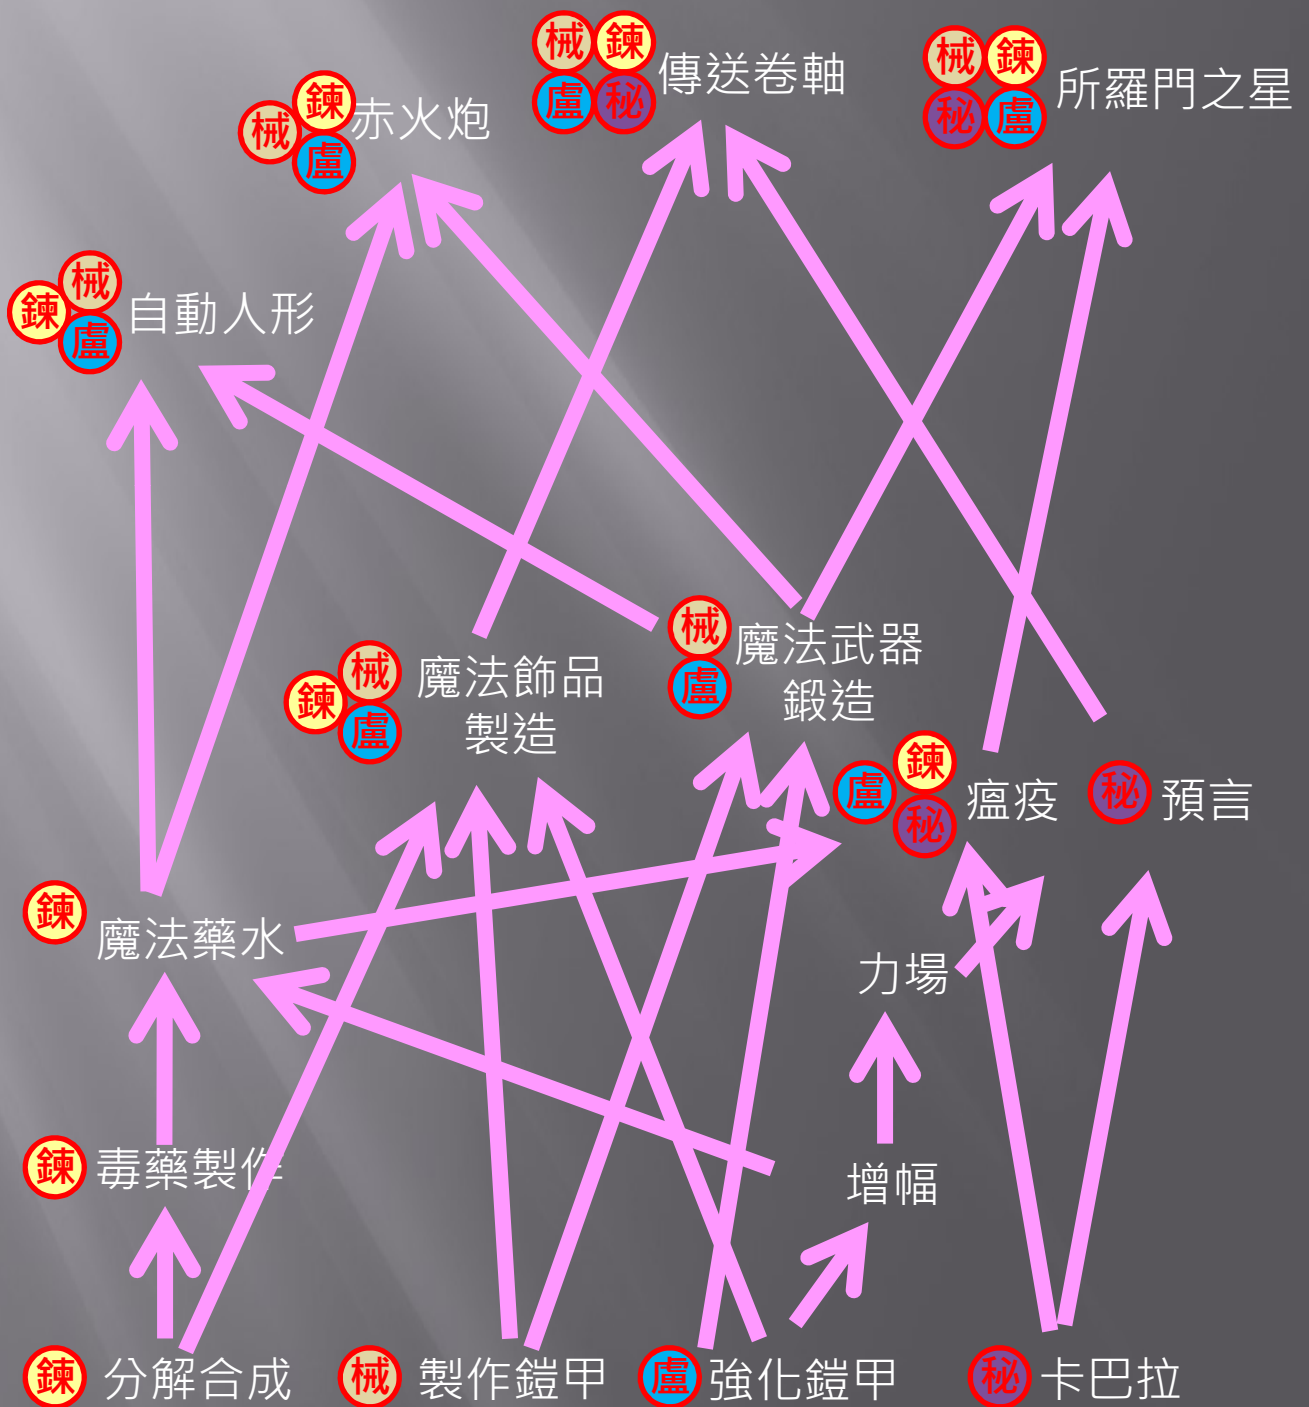 械 鍊
盧 秘
傳送卷軸
械 鍊
秘 盧
所羅門之星
鍊
械
盧
赤火炮
械
鍊
盧
自動人形
械
盧
魔法武器
鍛造
械
鍊
盧
魔法飾品
製造
鍊
盧
秘
瘟疫
秘 預言
鍊 魔法藥水
力場
鍊 毒藥製作
增幅
鍊 分解合成
械 製作鎧甲
盧 強化鎧甲
秘 卡巴拉